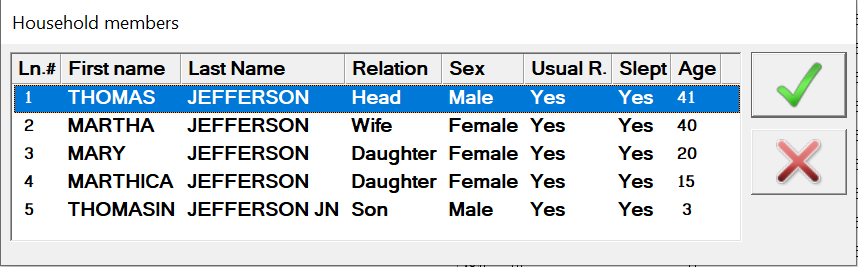 Household members
Ln.# First name Last Name Relation Sex Usual R. Slept Age
1 THOMAS JEFFERSON Head Male Yes Yes 41
2 MARTHA JEFFERSON Wife Female Yes Yes 40
3 MARY JEFFERSON Daughter Female Yes Yes 20
4 MARTHICA JEFFERSON Daughter Female Yes Yes 15
5 THOMASIN JEFFERSON JN Son Male Yes Yes 3